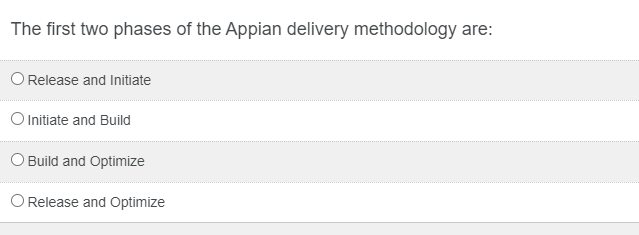 The first two phases of the Appian delivery methodology are:
Release and Initiate
Initiate and Build
Build and Optimize
Release and Optimize